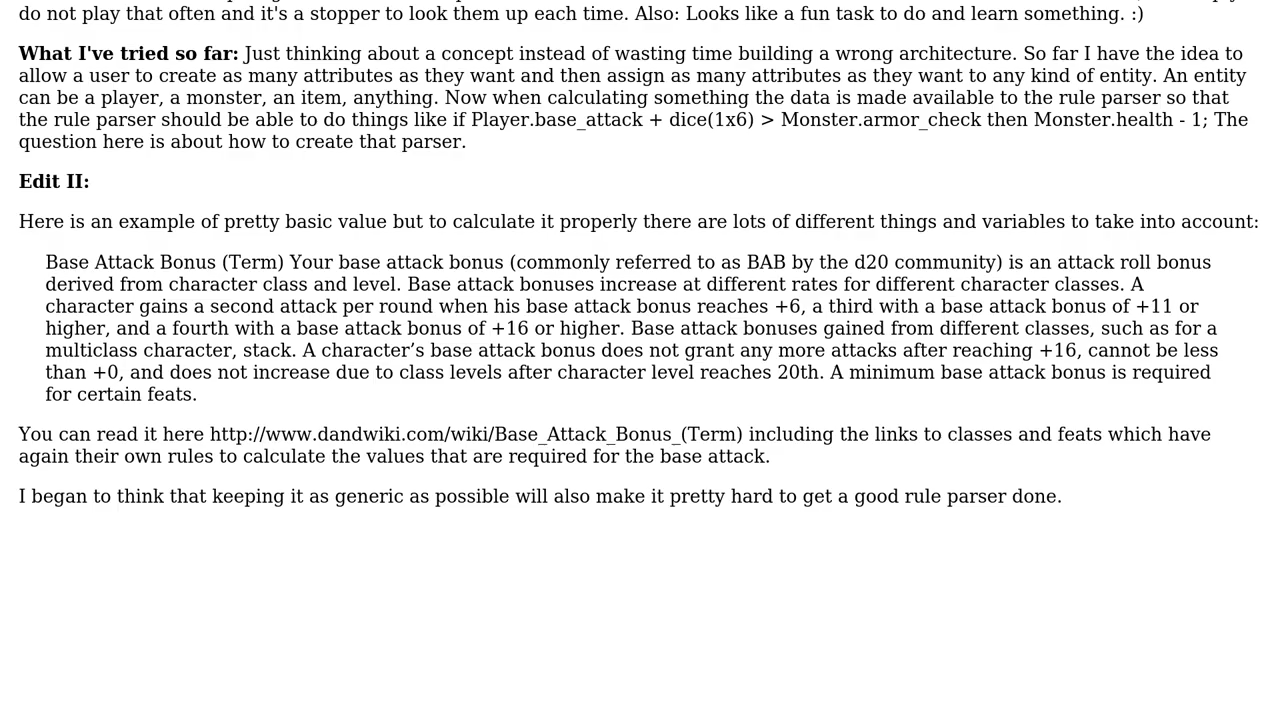 do not play that often and it's a stopper to look them up each time. Also: Looks like a fun task to do and learn something. :)
What I've tried so far: Just thinking about a concept instead of wasting time building a wrong architecture. So far I have the idea to
allow a user to create as many attributes as they want and then assign as many attributes as they want to any kind of entity. An entity
can be a player, a monster, an item, anything. Now when calculating something the data is made available to the rule parser so that
the rule parser should be able to do things like if Player.base_attack + dice(1x6) > Monster.armor_check then Monster.health - 1; The
question here is about how to create that parser.
Edit II:
Here is an example of pretty basic value but to calculate it properly there are lots of different things and variables to take into account:
Base Attack Bonus (Term) Your base attack bonus (commonly referred to as BAB by the d20 community) is an attack roll bonus
derived from character class and level. Base attack bonuses increase at different rates for different character classes. A
character gains a second attack per round when his base attack bonus reaches +6, a third with a base attack bonus of +11 or
higher, and a fourth with a base attack bonus of +16 or higher. Base attack bonuses gained from different classes, such as for a
multiclass character, stack. A character’s base attack bonus does not grant any more attacks after reaching +16, cannot be less
than +0, and does not increase due to class levels after character level reaches 20th. A minimum base attack bonus is required
for certain feats.
You can read it here http://www.dandwiki.com/wiki/Base_Attack_Bonus_(Term) including the links to classes and feats which have
again their own rules to calculate the values that are required for the base attack.
I began to think that keeping it as generic as possible will also make it pretty hard to get a good rule parser done.